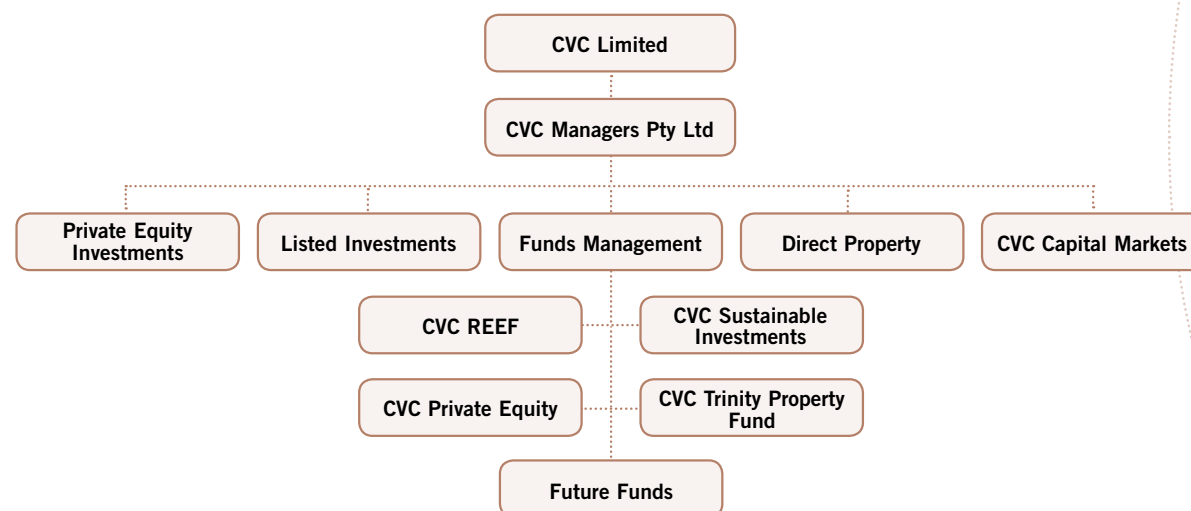 CVC Limited
CVC Managers Pty Ltd
Private Equity
Investments
Listed Investments
Funds Management
Direct Property
CVC Capital Markets
CVC REEF
CVC Sustainable
Investments
CVC Private Equity
CVC Trinity Property
Fund
Future Funds